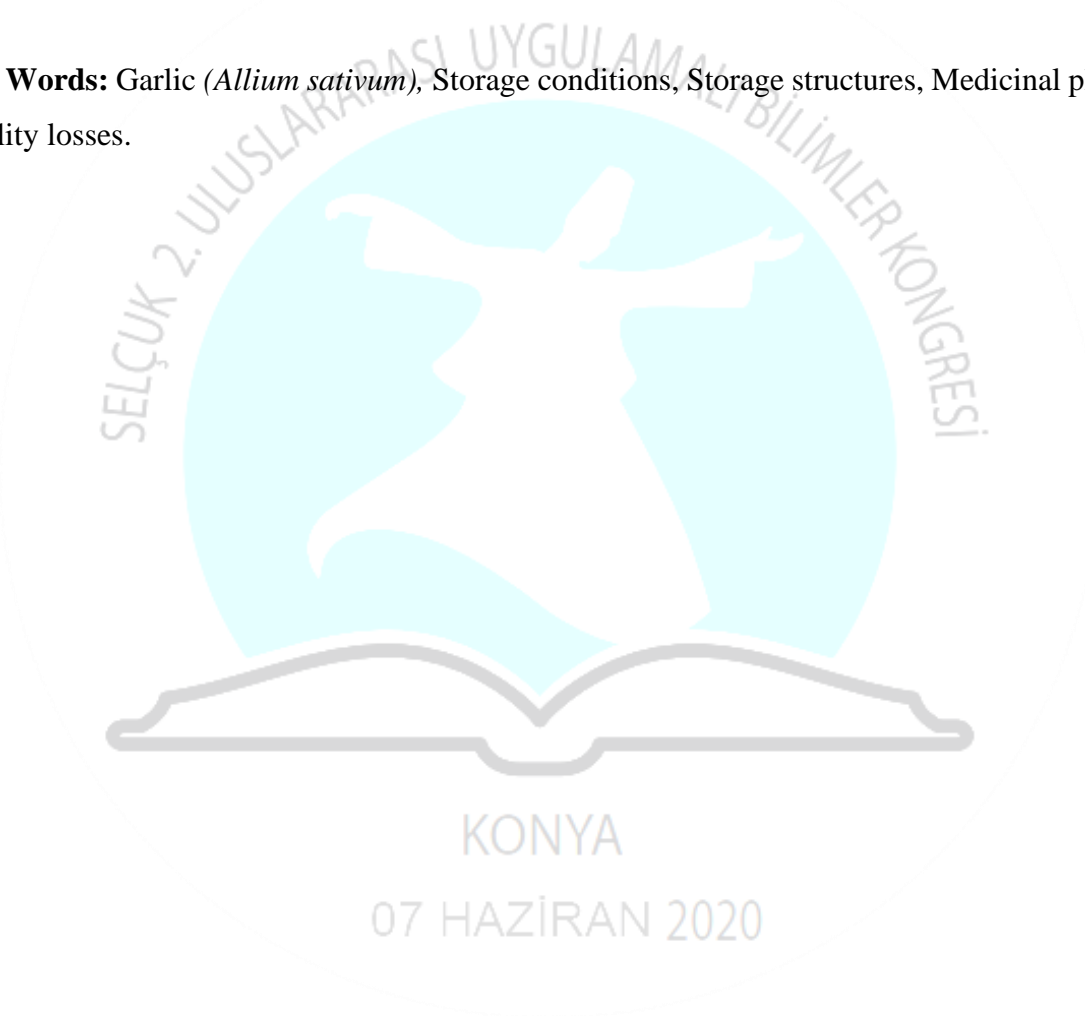 Words: Garlic (Allium sativum), Storage conditions, Storage structures, Medicinal p
lity losses.
SELÇUK 2. ULUSLARARASI UYGULAMALI BİLİMLER KONGRESİ
KONYA
07 HAZİRAN 2020